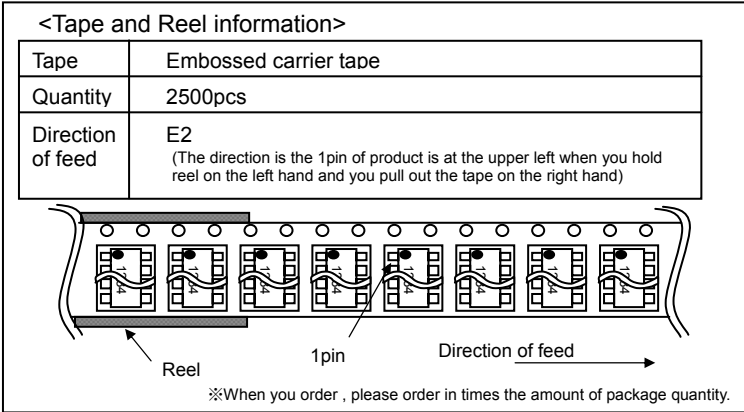 <Tape and Reel information>
Tape Embossed carrier tape
Quantity 2500pcs
Direction of feed E2
(The direction is the 1pin of product is at the upper left when you hold
reel on the left hand and you pull out the tape on the right hand)
Reel
1pin
Direction of feed
※When you order , please order in times the amount of package quantity.